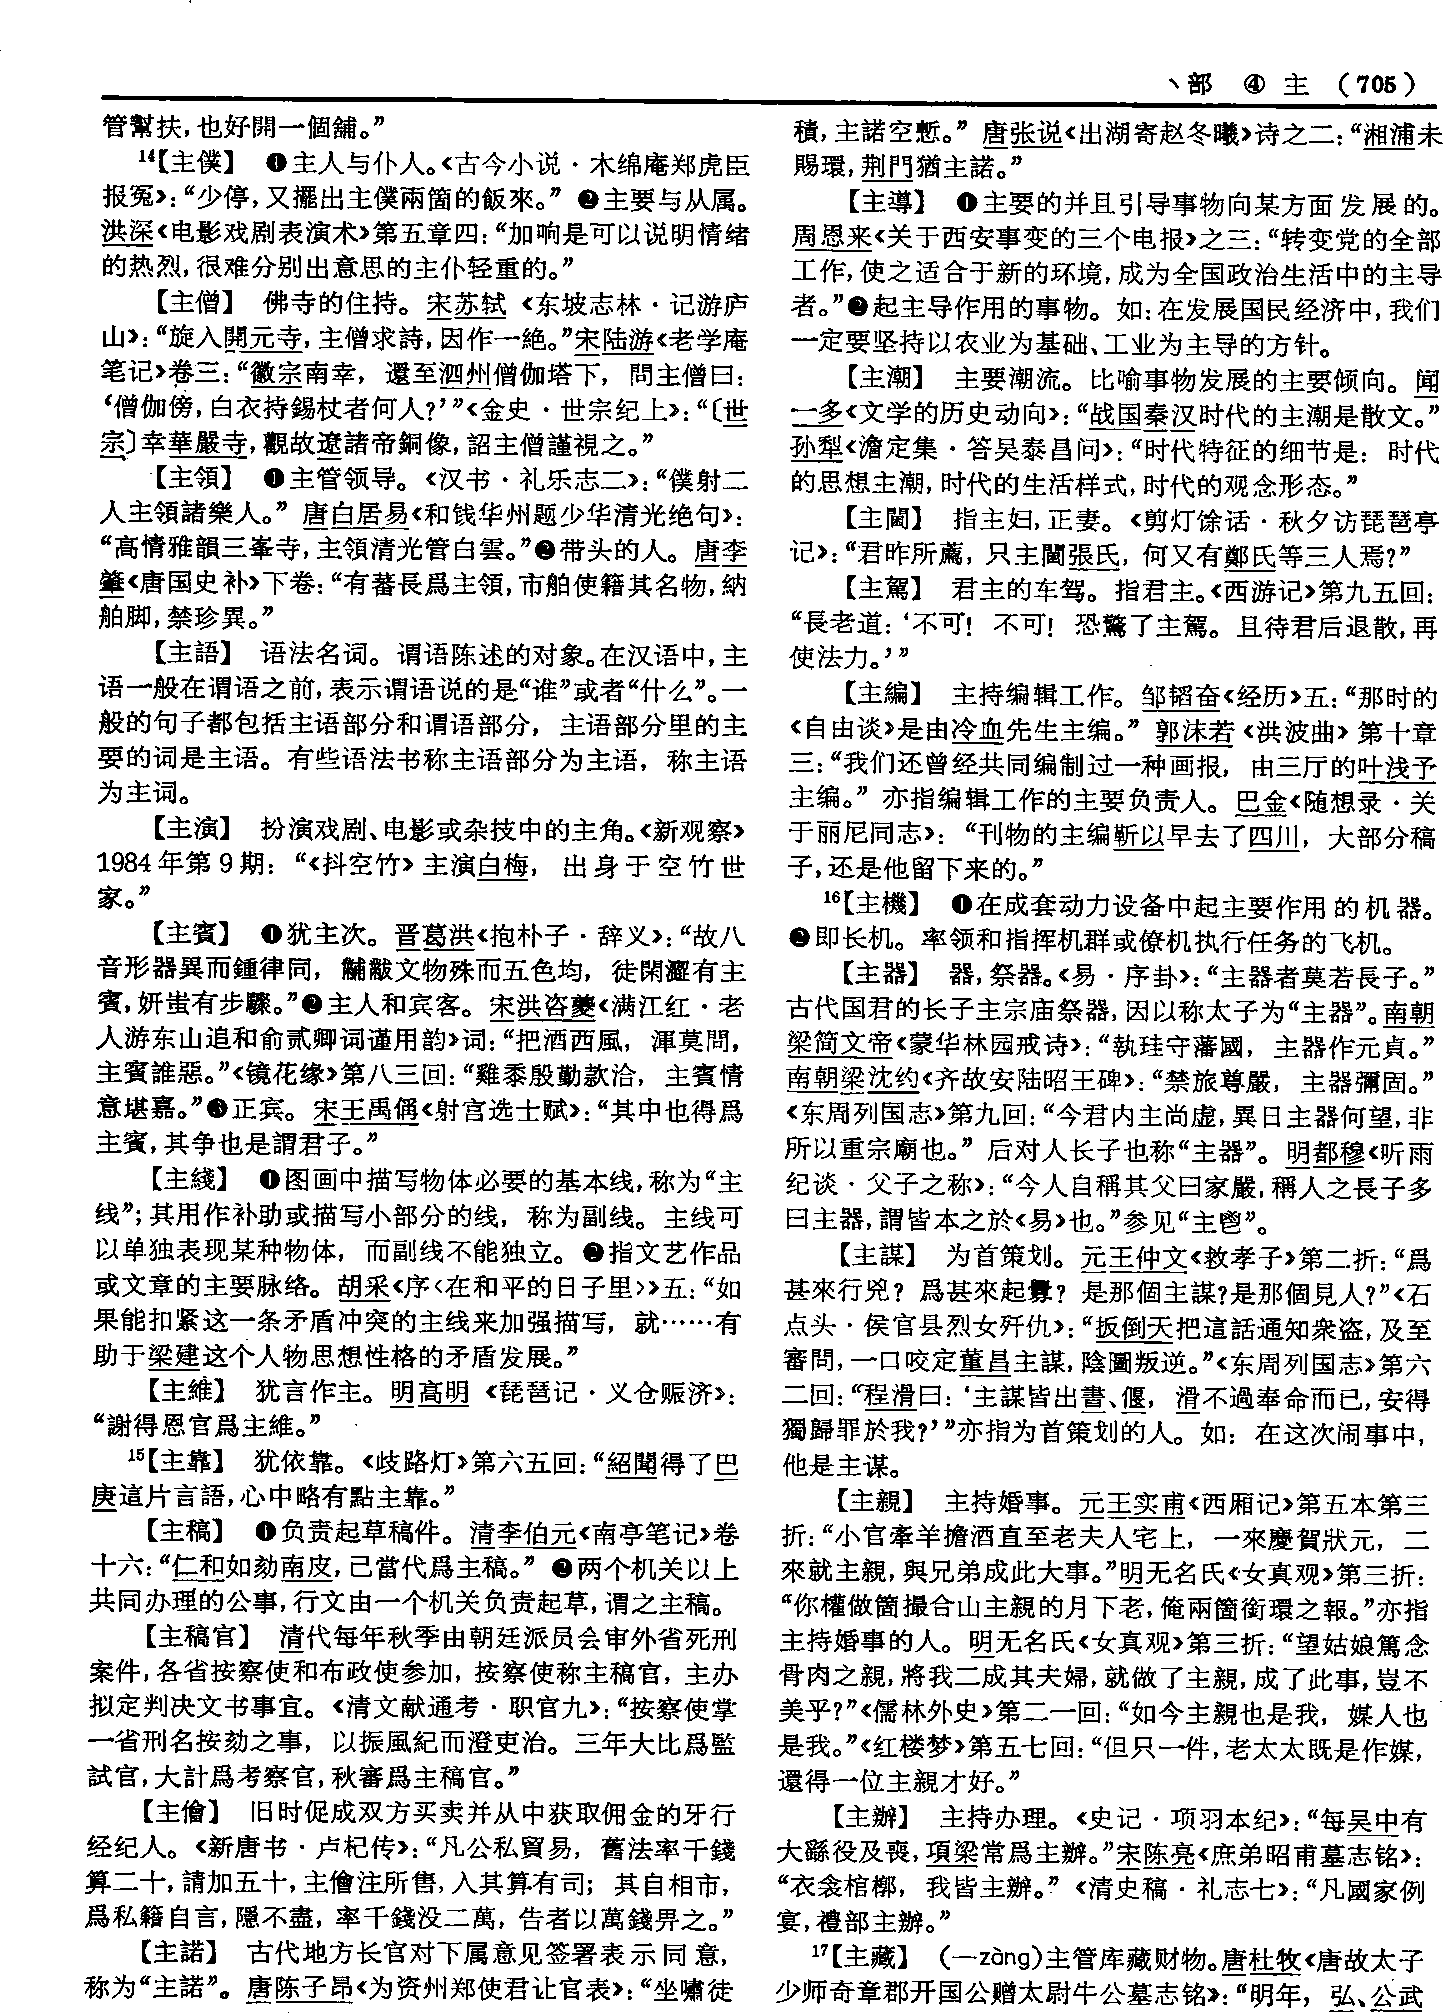 丶部　④　主　（705）
管幫扶，也好開一個舖。”
14【主僕】　❶主人与仆人。《古今小说·木绵庵郑虎臣
报冤》：“少停，又擺出主僕兩箇的飯來。”❷主要与从属。
洪深《电影戏剧表演术》第五章四：“加响是可以说明情绪
的热烈，很难分别出意思的主仆轻重的。”
【主僧】　佛寺的住持。宋苏轼《东坡志林·记游庐
山》：“旋入開元寺，主僧求詩，因作一絶。”宋陆游《老学庵
笔记》卷三：“徽宗南幸，還至泗州僧伽塔下，問主僧曰：
‘僧伽傍，白衣持錫杖者何人？’”《金史·世宗纪上》：“〔世
宗〕幸華嚴寺，觀故遼諸帝銅像，詔主僧謹視之。”
【主領】　❶主管领导。《汉书·礼乐志二》：“僕射二
人主領諸樂人。”唐白居易《和钱华州题少华清光绝句》：
“高情雅韻三峯寺，主領清光管白雲。”❷带头的人。唐李
肇《唐国史补》下卷：“有蕃長爲主領，市舶使籍其名物，納
舶脚，禁珍異。”
【主語】　语法名词。谓语陈述的对象。在汉语中，主
语一般在谓语之前，表示谓语说的是“谁”或者“什么”。一
般的句子都包括主语部分和谓语部分，主语部分里的主
要的词是主语。有些语法书称主语部分为主语，称主语
为主词。
【主演】　扮演戏剧、电影或杂技中的主角。《新观察》
1984年第9期：“《抖空竹》主演白梅，出身于空竹世
家。”
【主賓】　❶犹主次。晋葛洪《抱朴子·辞义》：“故八
音形器異而鍾律同，黼黻文物殊而五色均，徒閑澀有主
賓，妍蚩有步驟。”❷主人和宾客。宋洪咨夔《满江红·老
人游东山追和俞贰卿词谨用韵》词：“把酒西風，渾莫問，
主賓誰惡。”《镜花缘》第八三回：“雞黍殷勤款洽，主賓情
意堪嘉。”❸正宾。宋王禹偁《射宫选士赋》：“其中也得爲
主賓，其争也是謂君子。”
【主綫】　❶图画中描写物体必要的基本线，称为“主
线”；其用作补助或描写小部分的线，称为副线。主线可
以单独表现某种物体，而副线不能独立。❷指文艺作品
或文章的主要脉络。胡采《序〈在和平的日子里〉》五：“如
果能扣紧这一条矛盾冲突的主线来加强描写，就……有
助于梁建这个人物思想性格的矛盾发展。”
【主維】　犹言作主。明高明《琵琶记·义仓赈济》：
“謝得恩官爲主維。”
15【主靠】　犹依靠。《歧路灯》第六五回：“紹聞得了巴
庚這片言語，心中略有點主靠。”
【主稿】　❶负责起草稿件。清李伯元《南亭笔记》卷
十六：“仁和如劾南皮，己當代爲主稿。”❷两个机关以上
共同办理的公事，行文由一个机关负责起草，谓之主稿。
【主稿官】　清代每年秋季由朝廷派员会审外省死刑
案件，各省按察使和布政使参加，按察使称主稿官，主办
拟定判决文书事宜。《清文献通考·职官九》：“按察使掌
一省刑名按劾之事，以振風紀而澄吏治。三年大比爲監
試官，大計爲考察官，秋審爲主稿官。”
【主儈】　旧时促成双方买卖并从中获取佣金的牙行
经纪人。《新唐书·卢杞传》：“凡公私貿易，舊法率千錢
算二十，請加五十，主儈注所售，入其算有司；其自相市，
爲私籍自言，隱不盡，率千錢没二萬，告者以萬錢畀之。”
【主諾】　古代地方长官对下属意见签署表示同意，
称为“主諾”。唐陈子昂《为资州郑使君让官表》：“坐嘯徒
積，主諾空慙。”唐张说《出湖寄赵冬曦》诗之二：“湘浦未
賜環，荆門猶主諾。”
【主導】　❶主要的并且引导事物向某方面发展的。
周恩来《关于西安事变的三个电报》之三：“转变党的全部
工作，使之适合于新的环境，成为全国政治生活中的主导
者。”❷起主导作用的事物。如：在发展国民经济中，我们
一定要坚持以农业为基础、工业为主导的方针。
【主潮】　主要潮流。比喻事物发展的主要倾向。闻
一多《文学的历史动向》：“战国秦汉时代的主潮是散文。”
孙犁《澹定集·答吴泰昌问》：“时代特征的细节是：时代
的思想主潮，时代的生活样式，时代的观念形态。”
【主閫】　指主妇，正妻。《剪灯馀话·秋夕访琵琶亭
记》：“君昨所薦，只主閫張氏，何又有鄭氏等三人焉？”
【主駕】　君主的车驾。指君主。《西游记》第九五回：
“長老道：‘不可！不可！恐驚了主駕。且待君后退散，再
使法力。’”
【主編】　主持编辑工作。邹韬奋《经历》五：“那时的
《自由谈》是由冷血先生主编。”郭沫若《洪波曲》第十章
三：“我们还曾经共同编制过一种画报，由三厅的叶浅予
主编。”亦指编辑工作的主要负责人。巴金《随想录·关
于丽尼同志》：“刊物的主编靳以早去了四川，大部分稿
子，还是他留下来的。”
16【主機】　❶在成套动力设备中起主要作用的机器。
❷即长机。率领和指挥机群或僚机执行任务的飞机。
【主器】　器，祭器。《易·序卦》：“主器者莫若長子。”
古代国君的长子主宗庙祭器，因以称太子为“主器”。南朝
梁简文帝《蒙华林园戒诗》：“執珪守藩國，主器作元貞。”
南朝梁沈约《齐故安陆昭王碑》：“禁旅尊嚴，主器彌固。”
《东周列国志》第九回：“今君内主尚虚，異日主器何望，非
所以重宗廟也。”后对人长子也称“主器”。明都穆《听雨
纪谈·父子之称》：“今人自稱其父曰家嚴，稱人之長子多
曰主器，謂皆本之於《易》也。”参见“主鬯”。
【主謀】　为首策划。元王仲文《救孝子》第二折：“爲
甚來行兇？爲甚來起釁？是那個主謀？是那個見人？”《石
点头·侯官县烈女歼仇》：“扳倒天把這話通知衆盗，及至
審問，一口咬定董昌主謀，陰圖叛逆。”《东周列国志》第六
二回：“程滑曰：‘主謀皆出書、偃，滑不過奉命而已，安得
獨歸罪於我？’”亦指为首策划的人。如：在这次闹事中，
他是主谋。
【主親】　主持婚事。元王实甫《西厢记》第五本第三
折：“小官牽羊擔酒直至老夫人宅上，一來慶賀狀元，二
來就主親，與兄弟成此大事。”明无名氏《女真观》第三折：
“你權做箇撮合山主親的月下老，俺兩箇銜環之報。”亦指
主持婚事的人。明无名氏《女真观》第三折：“望姑娘篤念
骨肉之親，將我二成其夫婦，就做了主親，成了此事，豈不
美乎？”《儒林外史》第二一回：“如今主親也是我，媒人也
是我。”《红楼梦》第五七回：“但只一件，老太太既是作媒，
還得一位主親才好。”
【主辦】　主持办理。《史记·项羽本纪》：“每吴中有
大繇役及喪，項梁常爲主辦。”宋陈亮《庶弟昭甫墓志铭》：
“衣衾棺槨，我皆主辦。”《清史稿·礼志七》：“凡國家例
宴，禮部主辦。”
17【主藏】　（一zàng）主管库藏财物。唐杜牧《唐故太子
少师奇章郡开国公赠太尉牛公墓志铭》：“明年，弘、公武